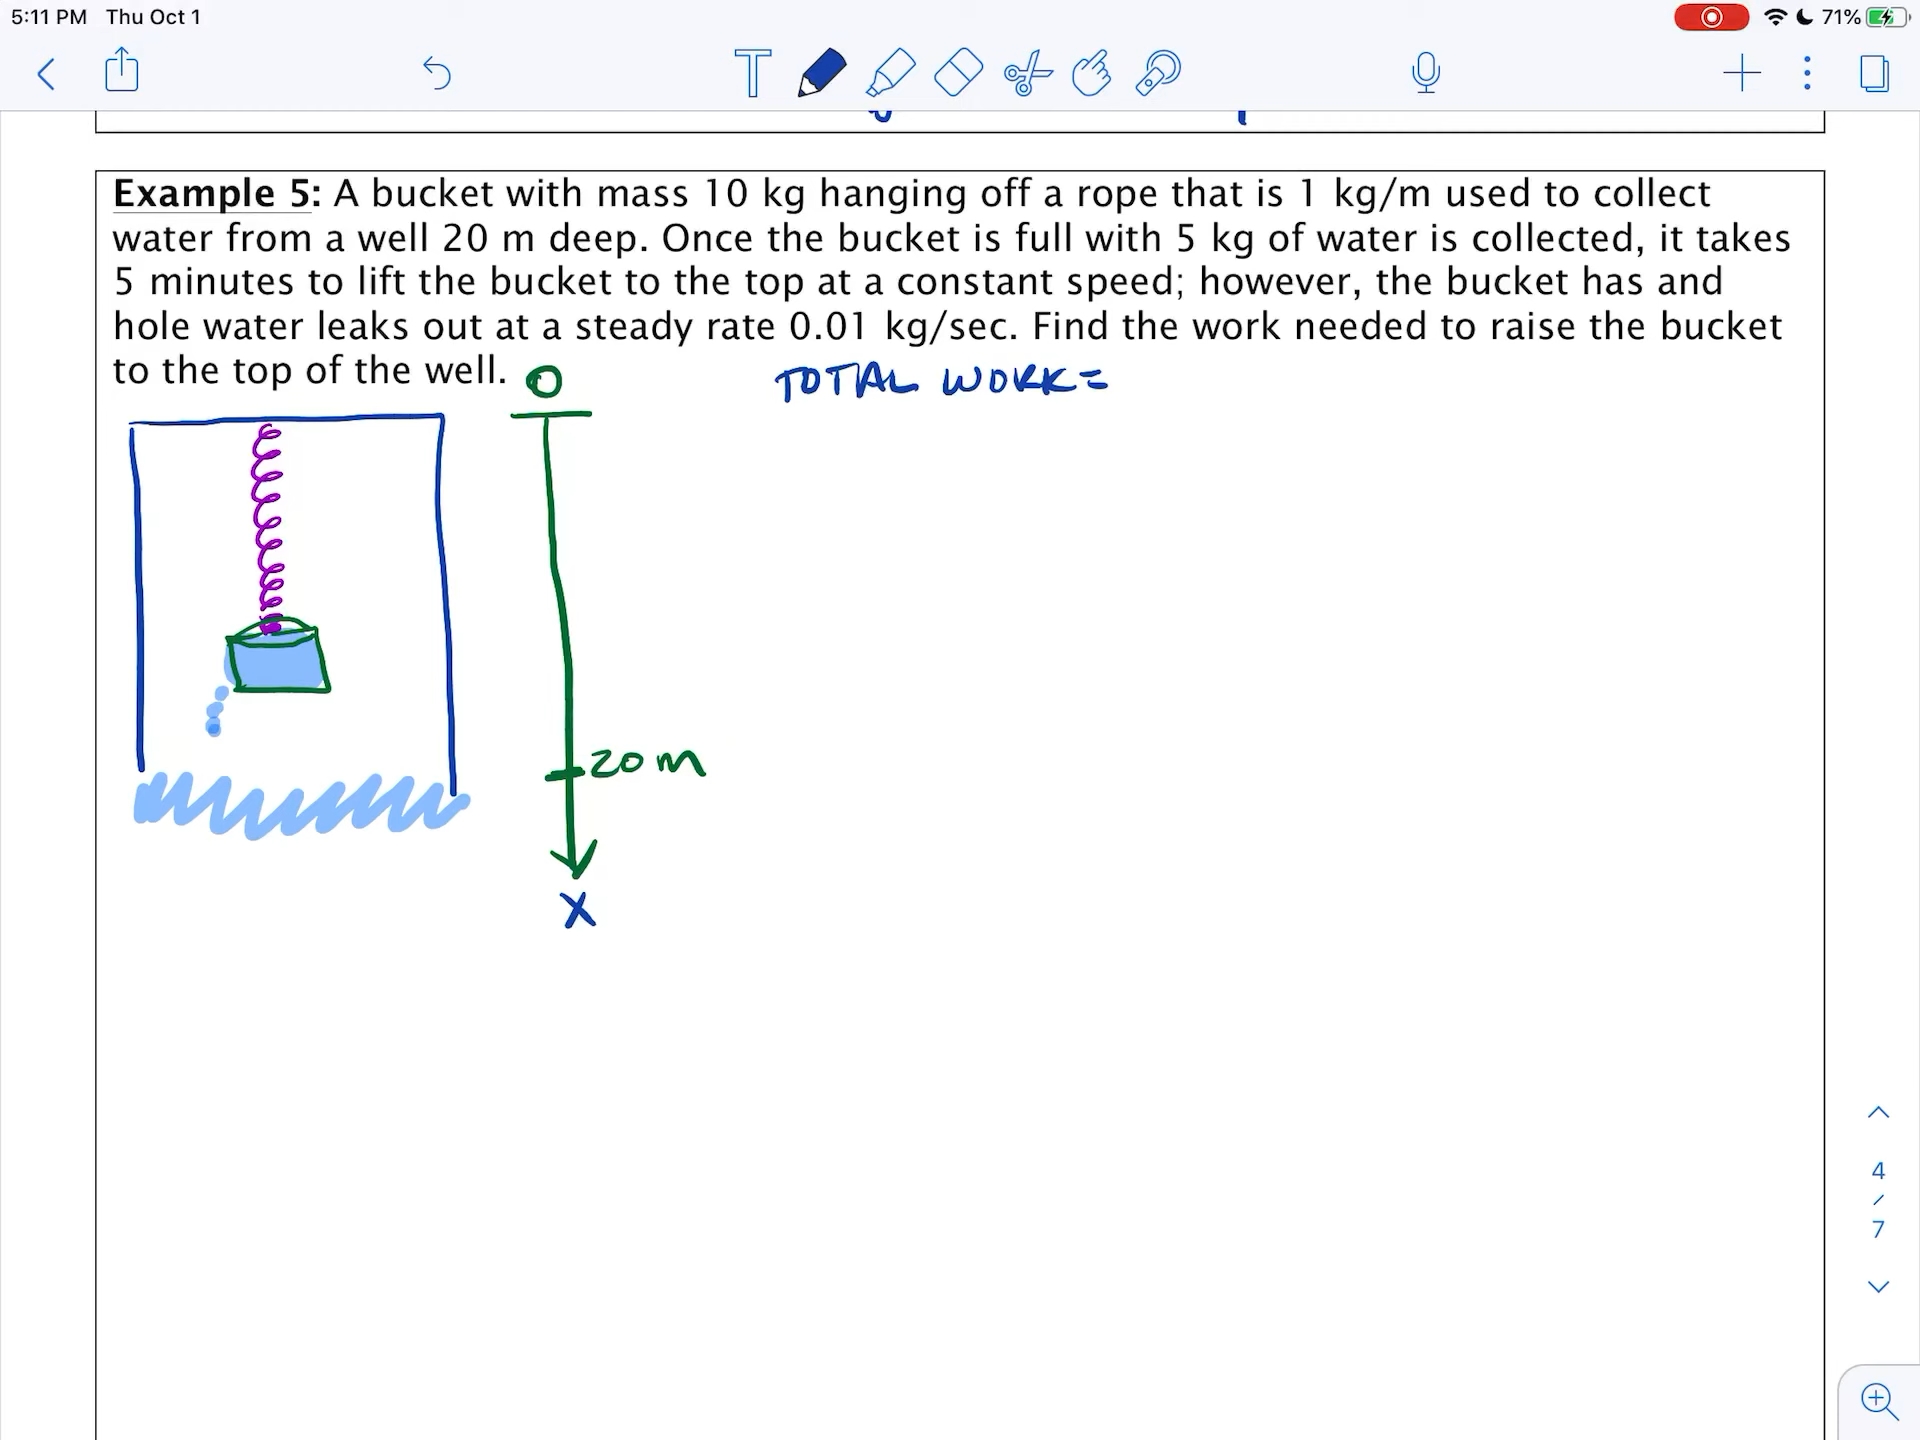 5:11 PM Thu Oct 1
71%
T
Example 5: A bucket with mass 10 kg hanging off a rope that is 1 kg/m used to collect
water from a well 20 m deep. Once the bucket is full with 5 kg of water is collected, it takes
5 minutes to lift the bucket to the top at a constant speed; however, the bucket has and
hole water leaks out at a steady rate 0.01 kg/sec. Find the work needed to raise the bucket
to the top of the well.
0
TOTAL WORK=
20 m
x
4
/
7